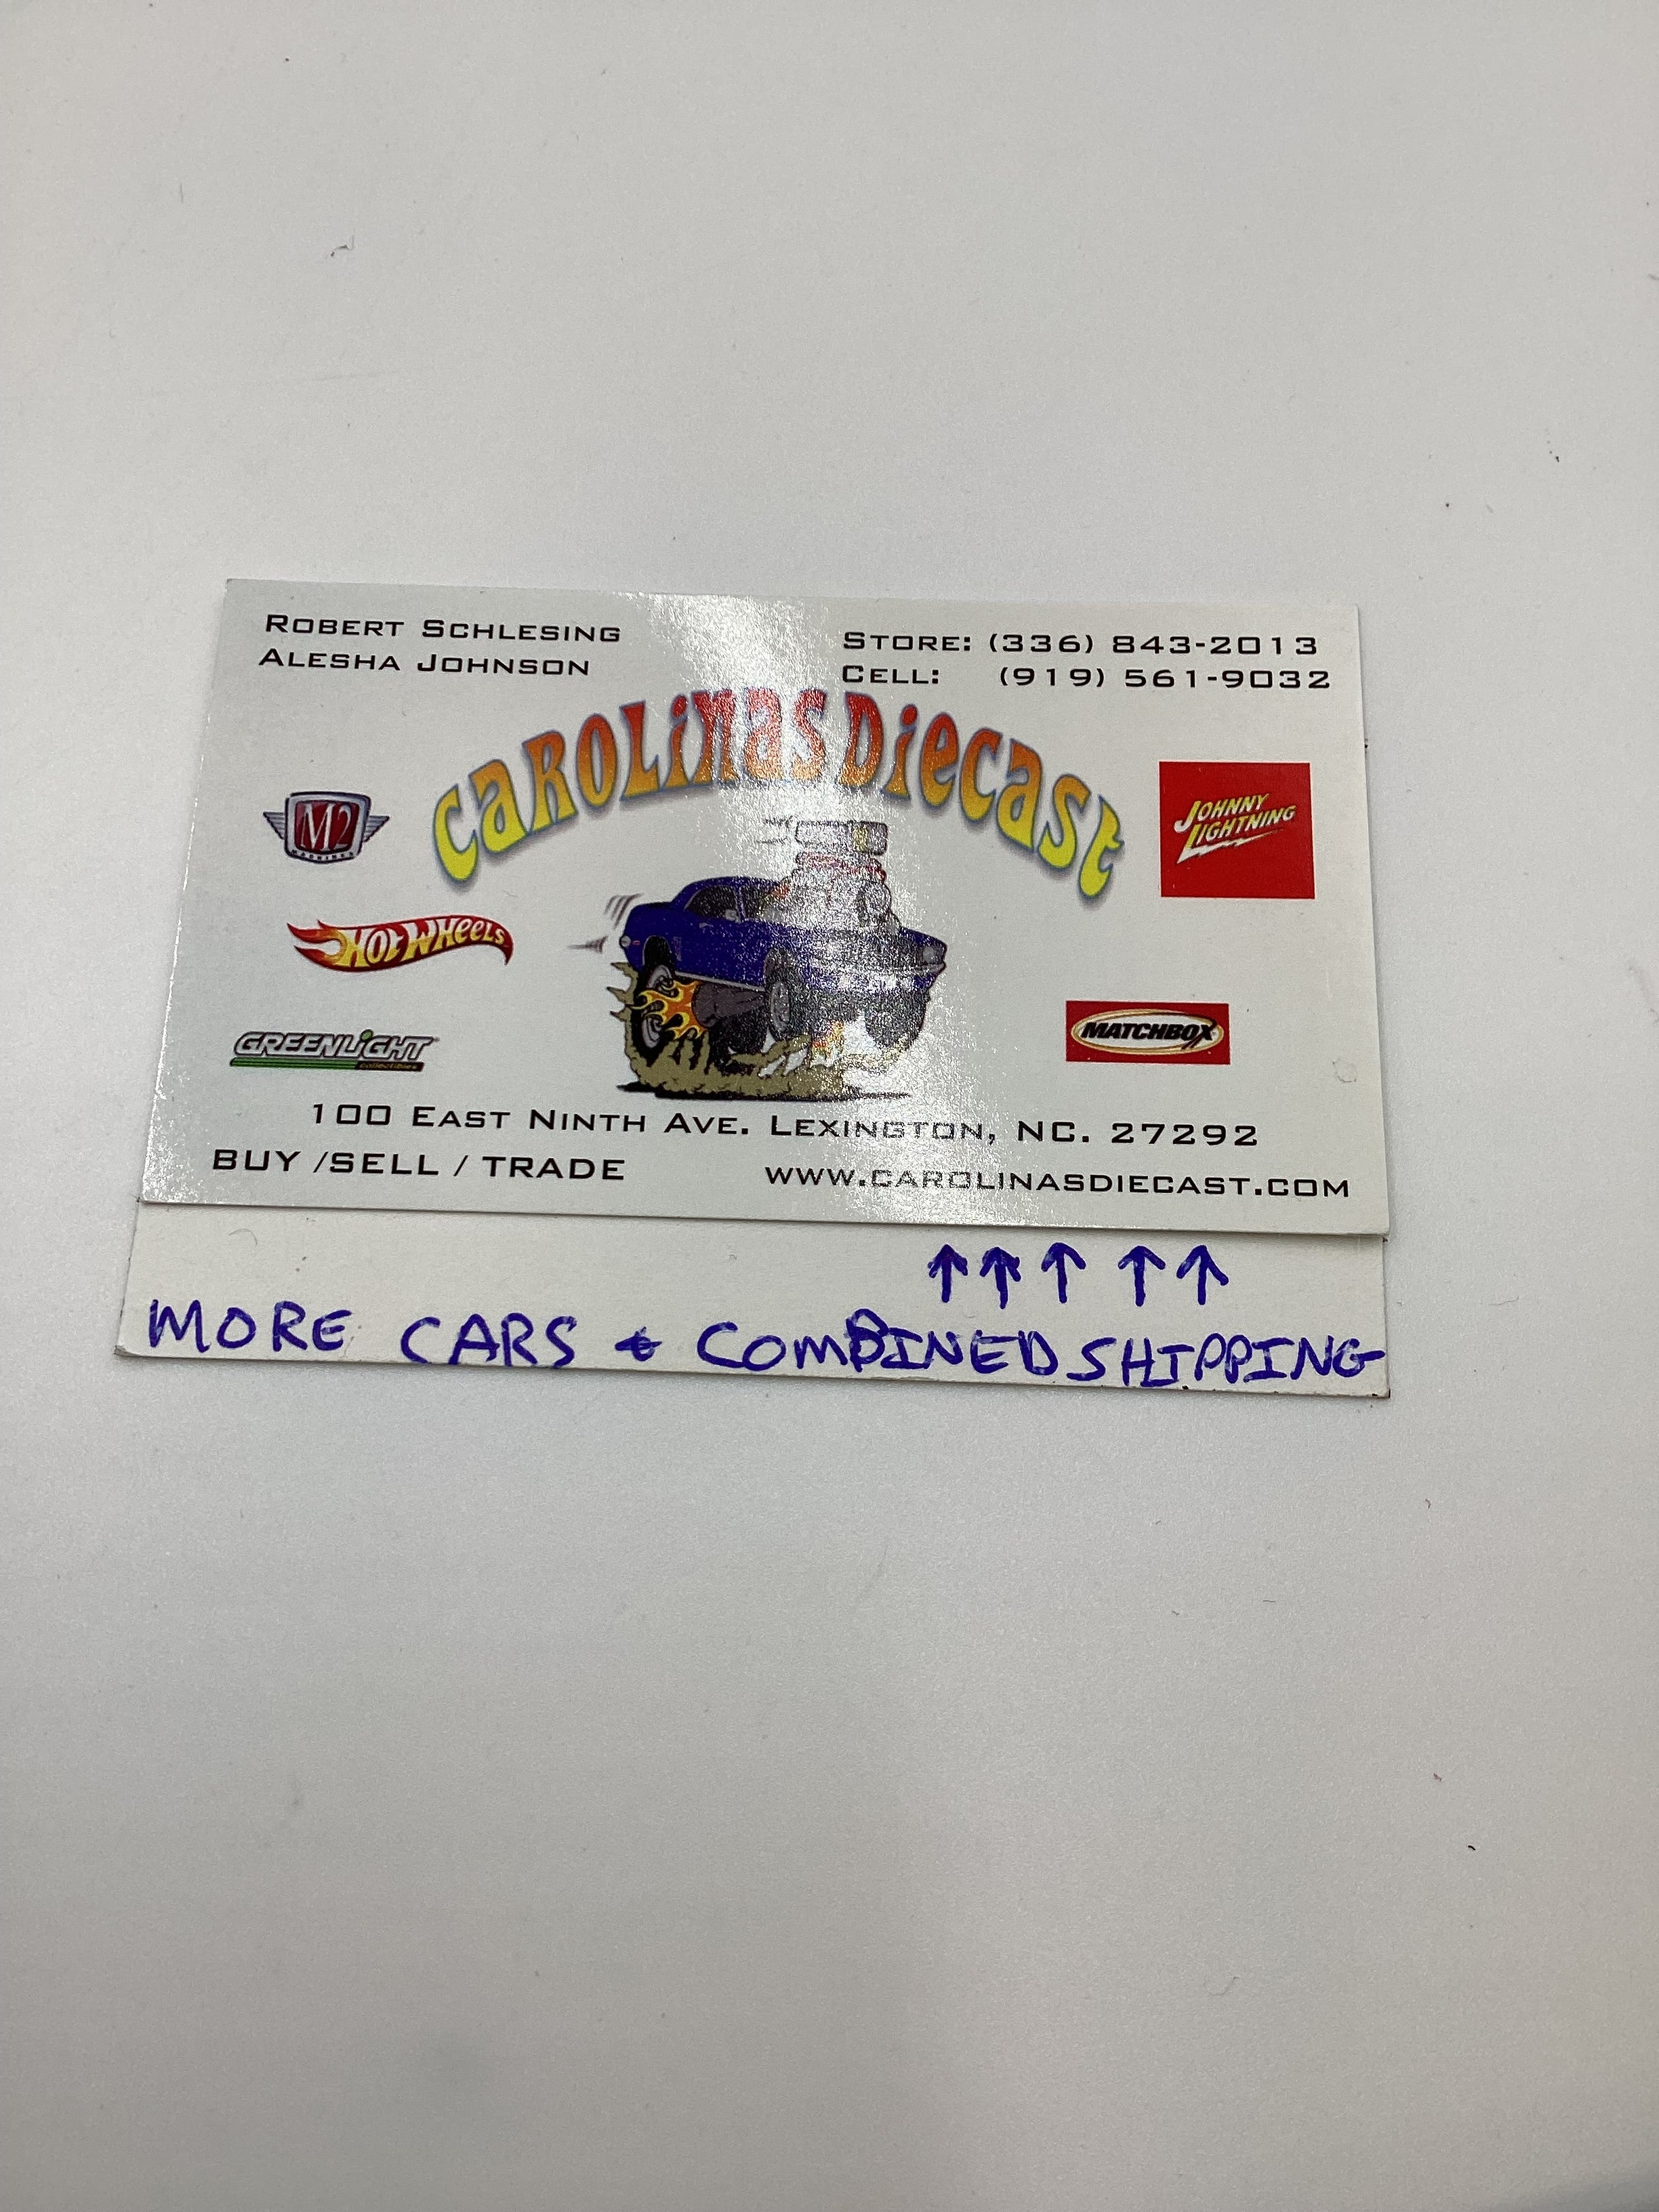 ROBERT SCHLESING
ALESHA JOHNSON
STORE: (336) 843-2013
CELL: (919) 561-9032
CAROLINAS DIECAST
M2
MACHINES
JOHNNY
LIGHTNING
HOT WHEELS
GREENLIGHT
collectibles
MATCHBOX
100 EAST NINTH AVE. LEXINGTON, NC. 27292
BUY /SELL / TRADE
WWW.CAROLINASDIECAST.COM
MORE CARS & COMBINED SHIPPING